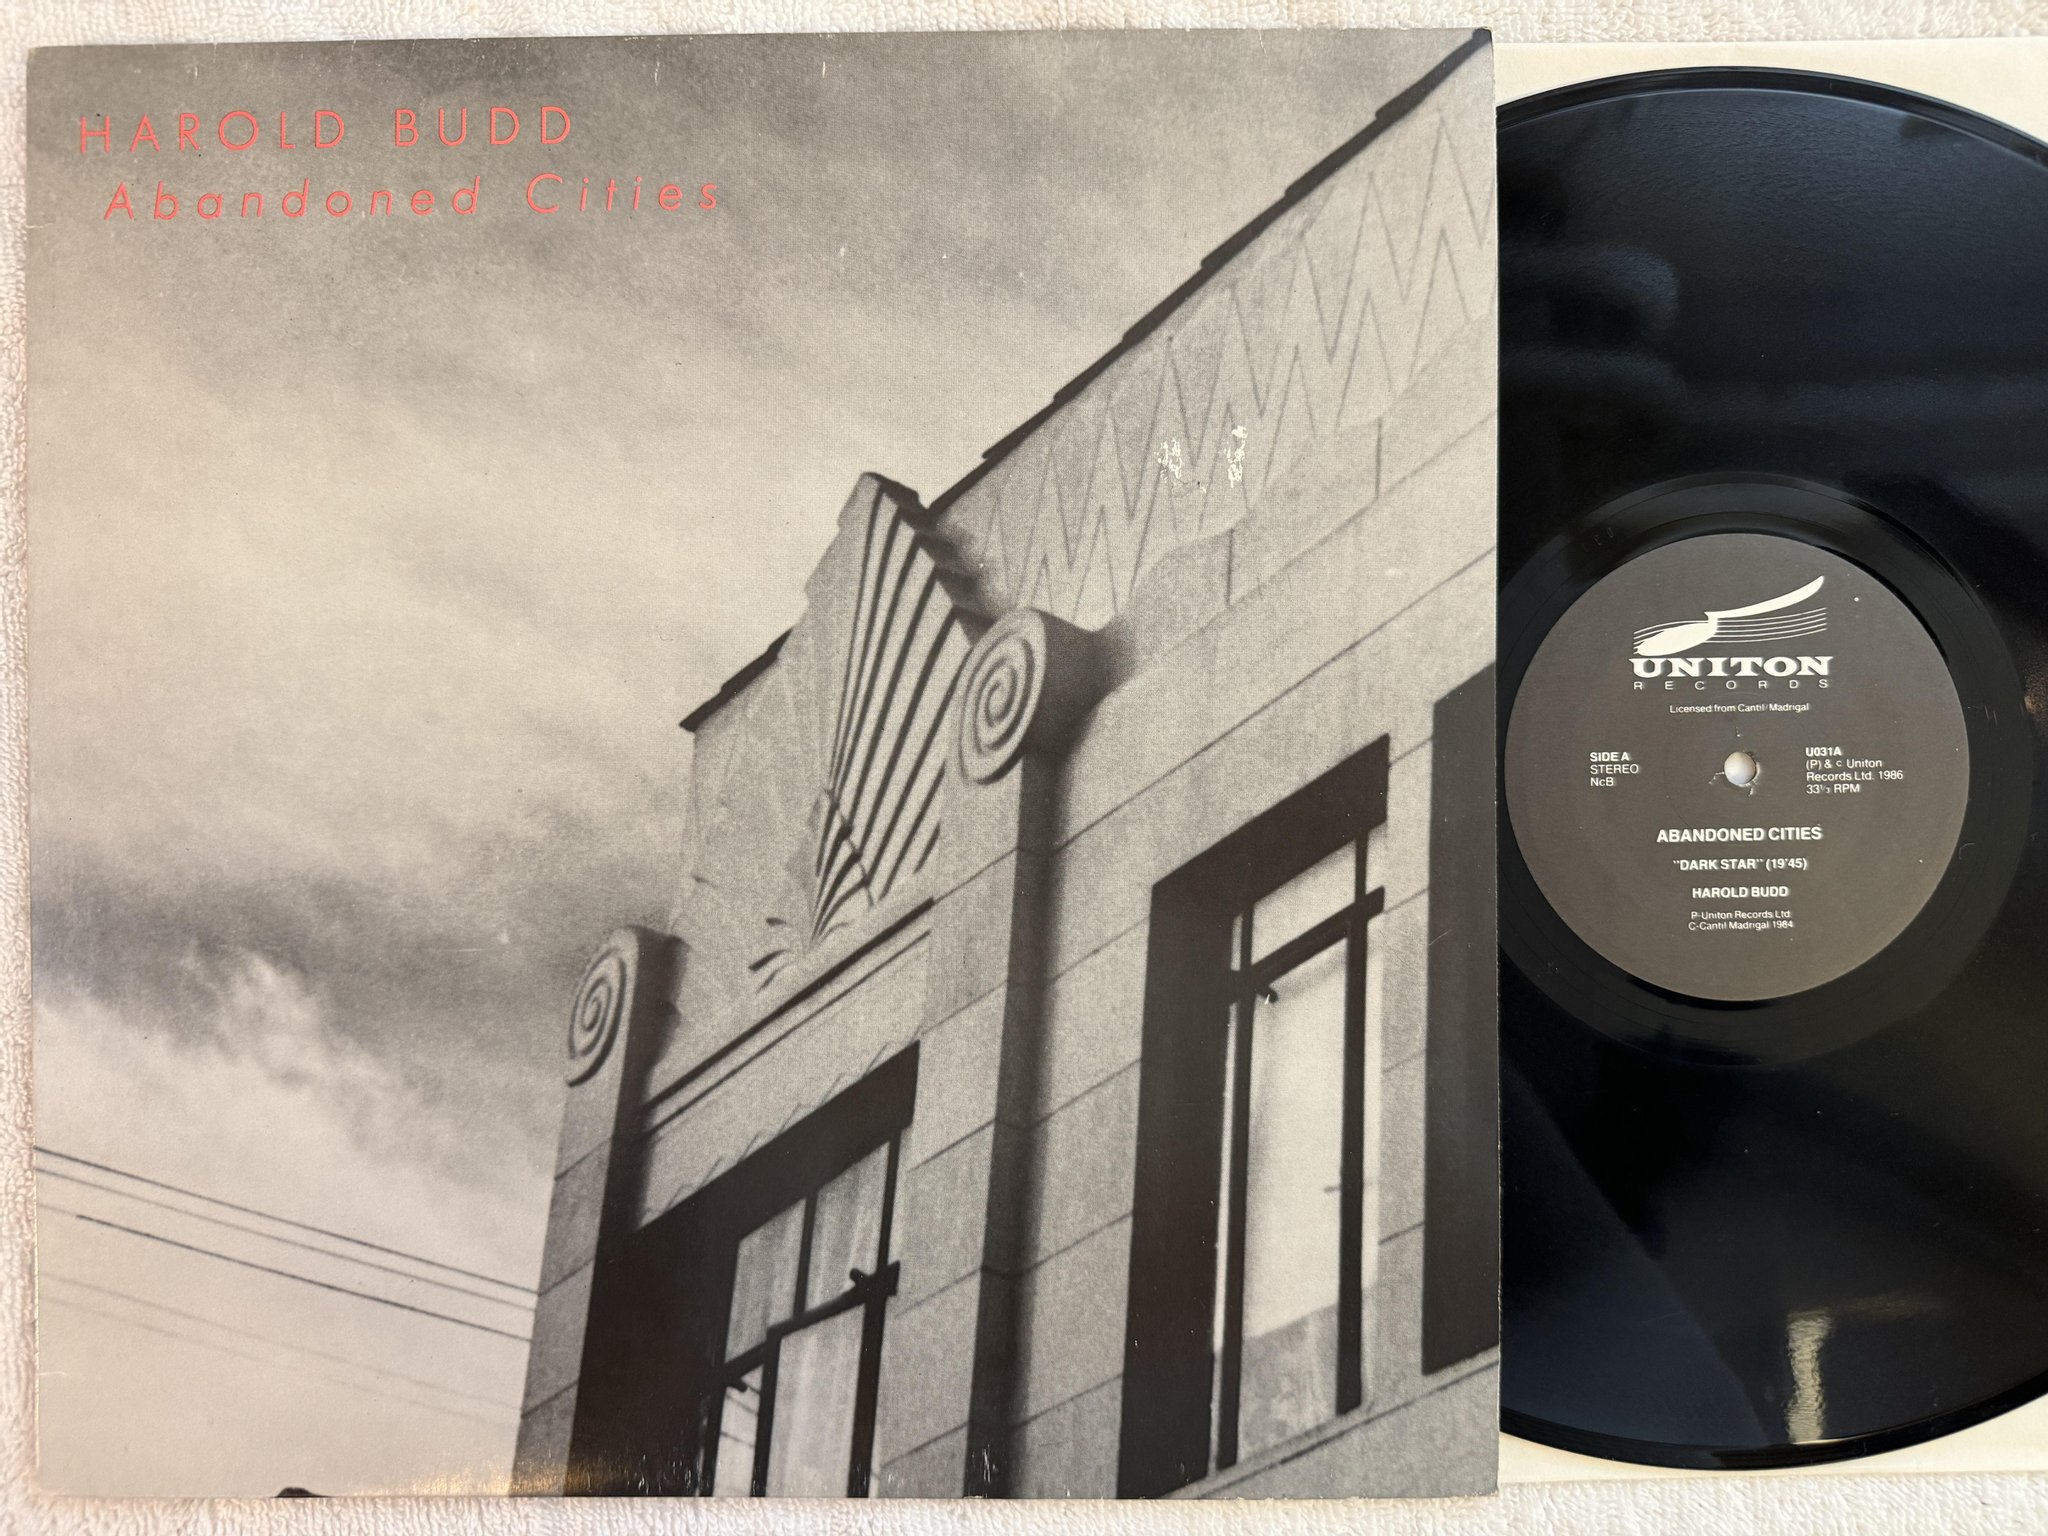 HAROLD BUDD
Abandoned Cities
UNITON
RECORDS
Licensed from Cantil/Madrigal
SIDE A
STEREO
NcB
U031A
(P) & c Uniton
Records Ltd. 1986
33⅓ RPM
ABANDONED CITIES
"DARK STAR" (19'45)
HAROLD BUDD
P-Uniton Records Ltd
C-Cantil Madrigal 1984